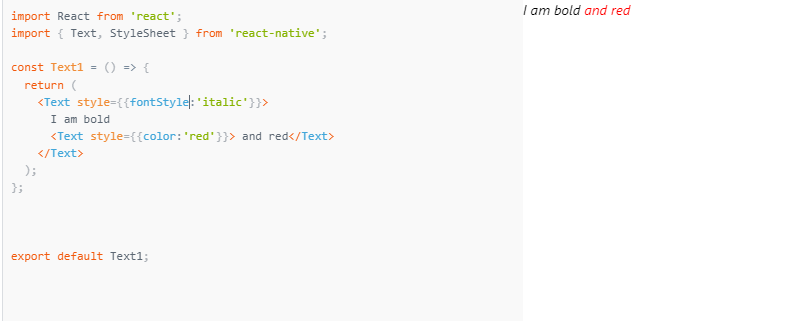 import React from 'react';
import { Text, StyleSheet } from 'react-native';
const Text1 = () => {
return (
<Text style={{fontStyle:'italic'}}>
I am bold
<Text style={{color:'red'}}> and red</Text>
</Text>
);
};
export default Text1;
I am bold and red